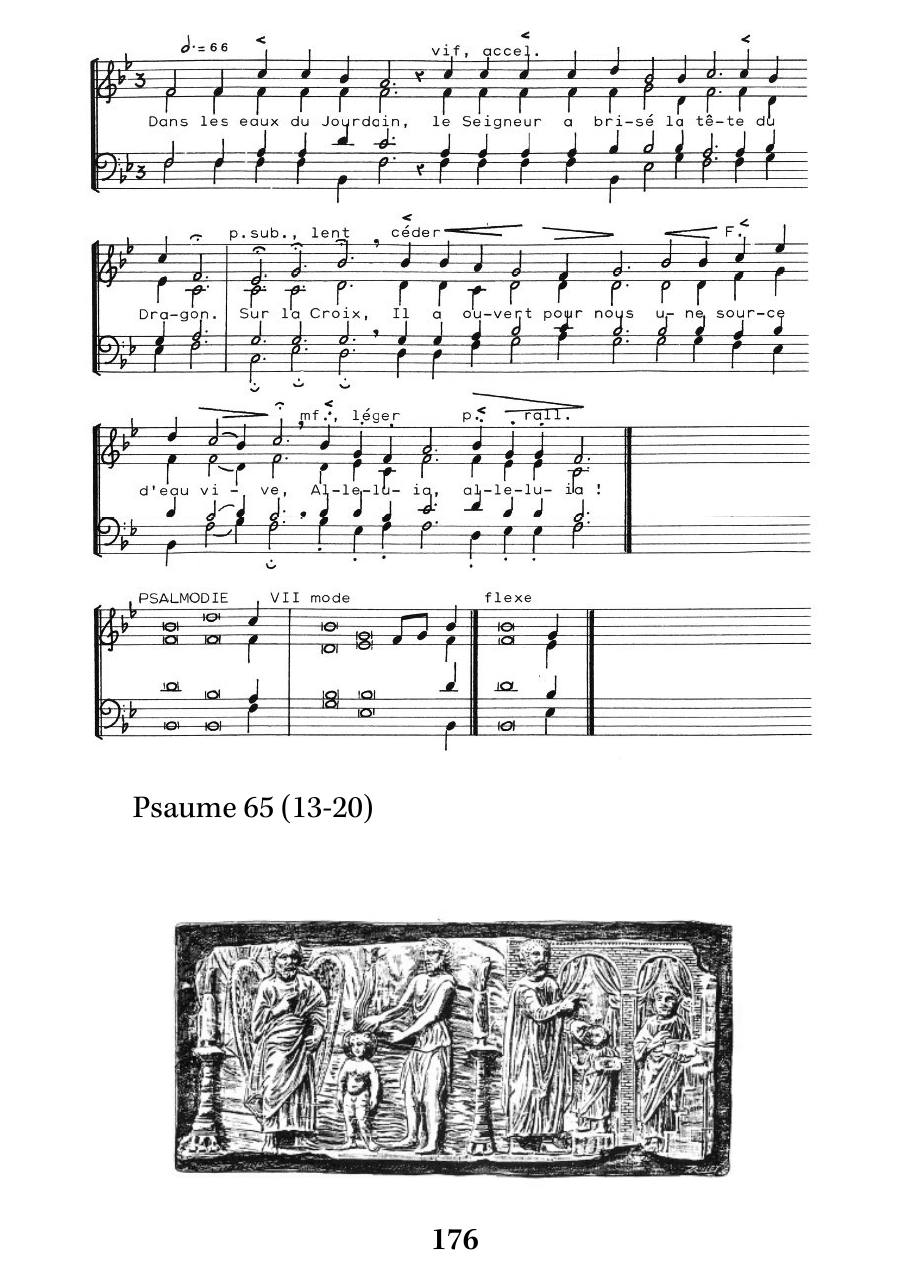 𝅗𝅥. = 66 vif, accel.
Dans les eaux du Jourdain, le Seigneur a bri-sé la tê-te du
p.sub., lent céder F.
Dra-gon. Sur la Croix, Il a ou-vert pour nous u- ne sour-ce
mf., léger p. rall.
d'eau vi - ve, Al-le-lu- ia, al-le-lu- ia !
PSALMODIE VII mode flexe
Psaume 65 (13-20)
176